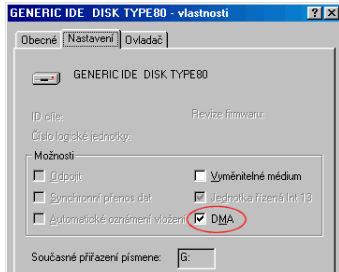 GENERIC IDE DISK TYPE80 - vlastnosti
Obecné Nastavení Ovladač
GENERIC IDE DISK TYPE80
ID cíle: Revize firmwaru:
Číslo logické jednotky:
Možnosti
Odpojit Vyměnitelné médium
Synchronní přenos dat Jednotka řízená Int 13
Automatické oznámení vložení DMA
Současné přiřazení písmene: G: